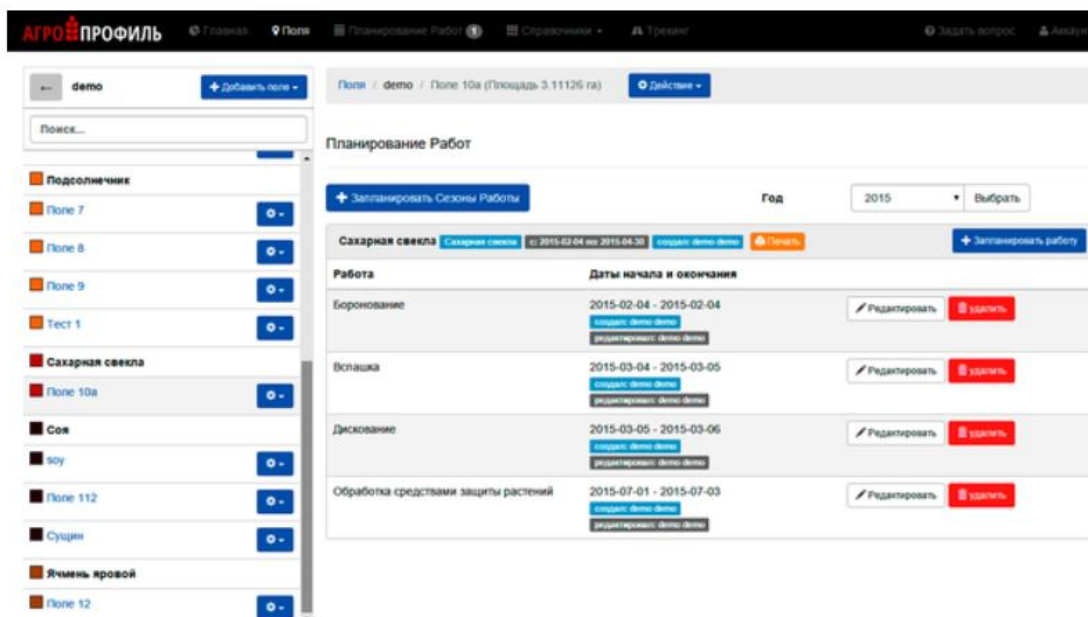 АГРОПРОФИЛЬ Главная Поля Планирование Работ 1 Справочники Трекинг Задать вопрос Аккаун
← demo + Добавить поле
Поиск...
Подсолнечник
Поле 7
Поле 8
Поле 9
Тест 1
Сахарная свекла
Поле 10а
Соя
soy
Поле 112
Сущин
Ячмень яровой
Поле 12
Поля / demo / Поле 10а (Площадь 3.11126 га) Действие
Планирование Работ
+ Запланировать Сезоны Работы Год 2015 Выбрать
Сахарная свекла Сахарная свекла с: 2015-02-04 по: 2015-04-30 создал: demo demo Печать + Запланировать работу
Работа Даты начала и окончания
Боронование 2015-02-04 - 2015-02-04 Редактировать удалить
создал: demo demo
редактировал: demo demo
Вспашка 2015-03-04 - 2015-03-05 Редактировать удалить
создал: demo demo
редактировал: demo demo
Дискование 2015-03-05 - 2015-03-06 Редактировать удалить
создал: demo demo
редактировал: demo demo
Обработка средствами защиты растений 2015-07-01 - 2015-07-03 Редактировать удалить
создал: demo demo
редактировал: demo demo